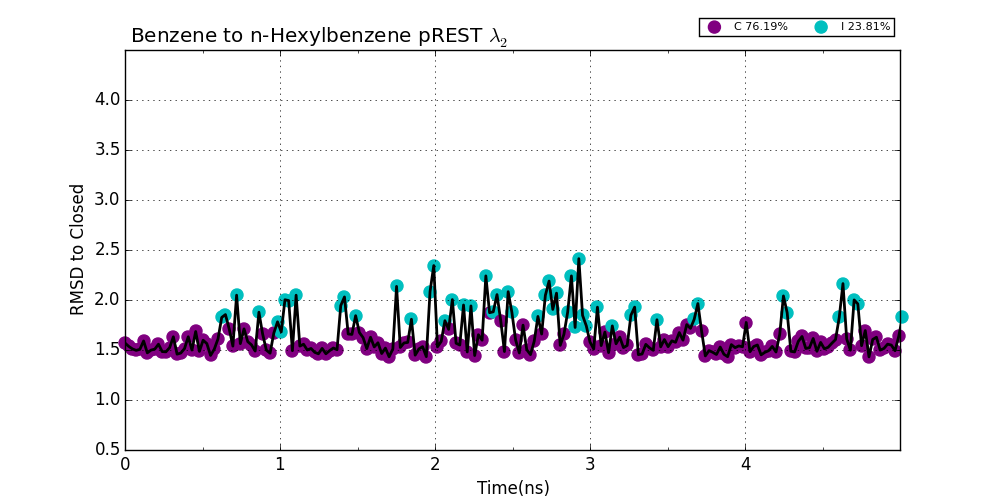 Benzene to n-Hexylbenzene pREST λ₂
C 76.19% I 23.81%
RMSD to Closed
4.0
3.5
3.0
2.5
2.0
1.5
1.0
0.5
0 1 2 3 4
Time(ns)